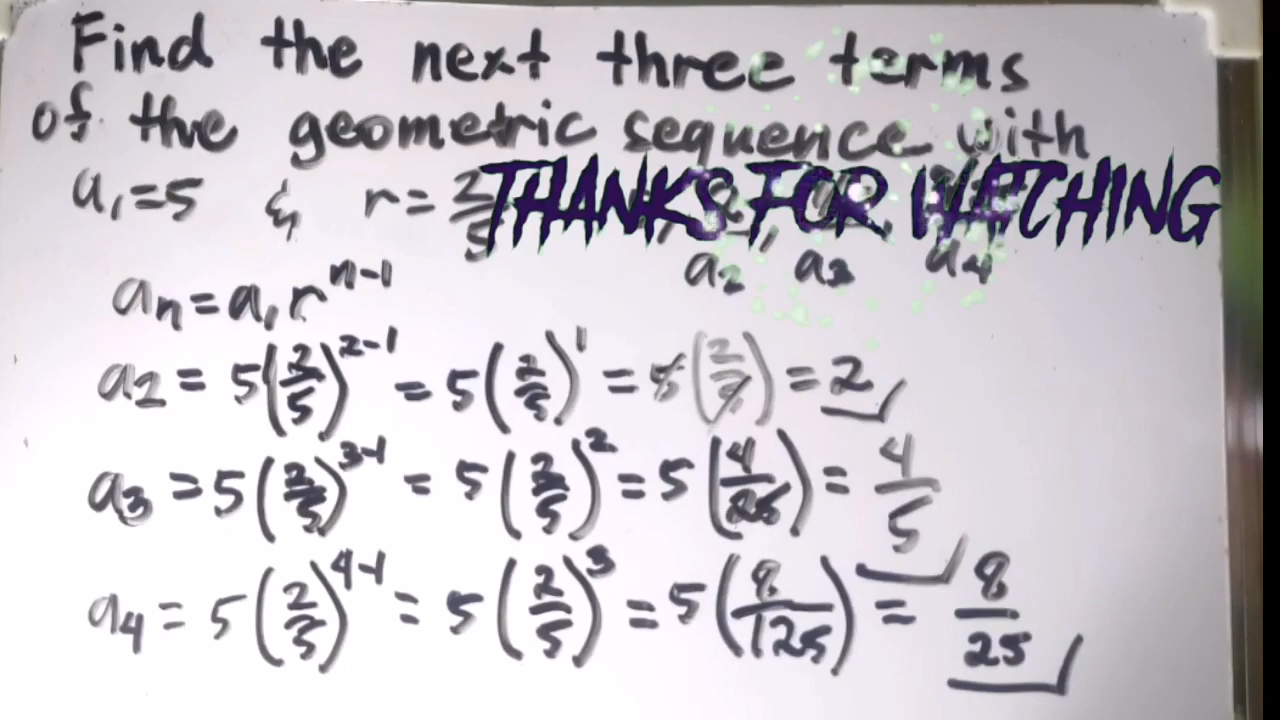 Find the next three terms
of the geometric sequence with
a₁=5 & r=2/5
THANKS FOR WATCHING
a₂ a₃ a₄
aₙ=a₁rⁿ⁻¹
a₂ = 5(2/5)²⁻¹ = 5(2/5)¹ = 5(2/5) = 2
a₃ = 5(2/5)³⁻¹ = 5(2/5)² = 5(4/25) = 4/5
a₄ = 5(2/5)⁴⁻¹ = 5(2/5)³ = 5(8/125) = 8/25